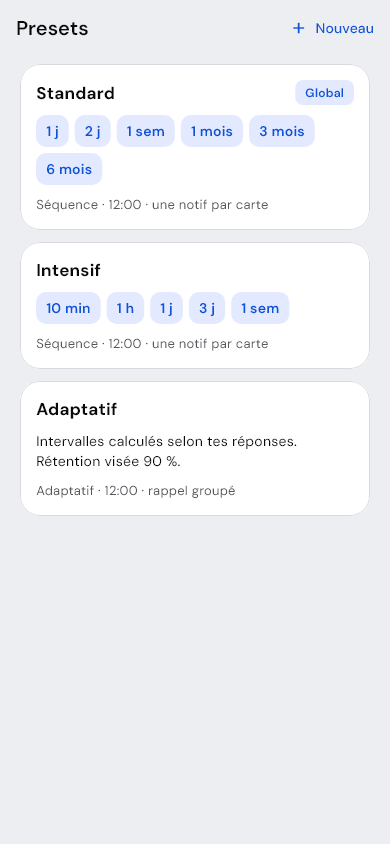 Presets
+ Nouveau
Standard
Global
1 j
2 j
1 sem
1 mois
3 mois
6 mois
Séquence · 12:00 · une notif par carte
Intensif
10 min
1 h
1 j
3 j
1 sem
Séquence · 12:00 · une notif par carte
Adaptatif
Intervalles calculés selon tes réponses.
Rétention visée 90 %.
Adaptatif · 12:00 · rappel groupé